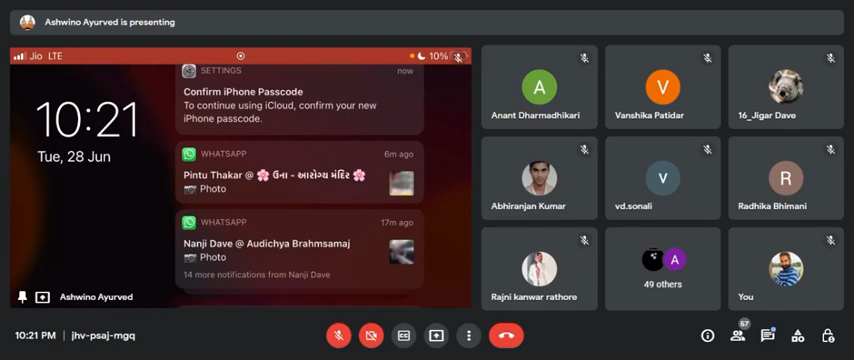 Ashwino Ayurved is presenting
Jio LTE
10%
10:21
Tue, 28 Jun
SETTINGS
now
Confirm iPhone Passcode
To continue using iCloud, confirm your new
iPhone passcode.
WHATSAPP
6m ago
Pintu Thakar @ 🌸 ઉના - આરોગ્ય મંદિર 🌸
📷 Photo
WHATSAPP
17m ago
Nanji Dave @ Audichya Brahmsamaj
📷 Photo
14 more notifications from Nanji Dave
Ashwino Ayurved
A
Anant Dharmadhikari
V
Vanshika Patidar
16_Jigar Dave
Abhiranjan Kumar
v
vd.sonali
R
Radhika Bhimani
Rajni kanwar rathore
A
49 others
You
10:21 PM | jhv-psaj-mgq
CC
57